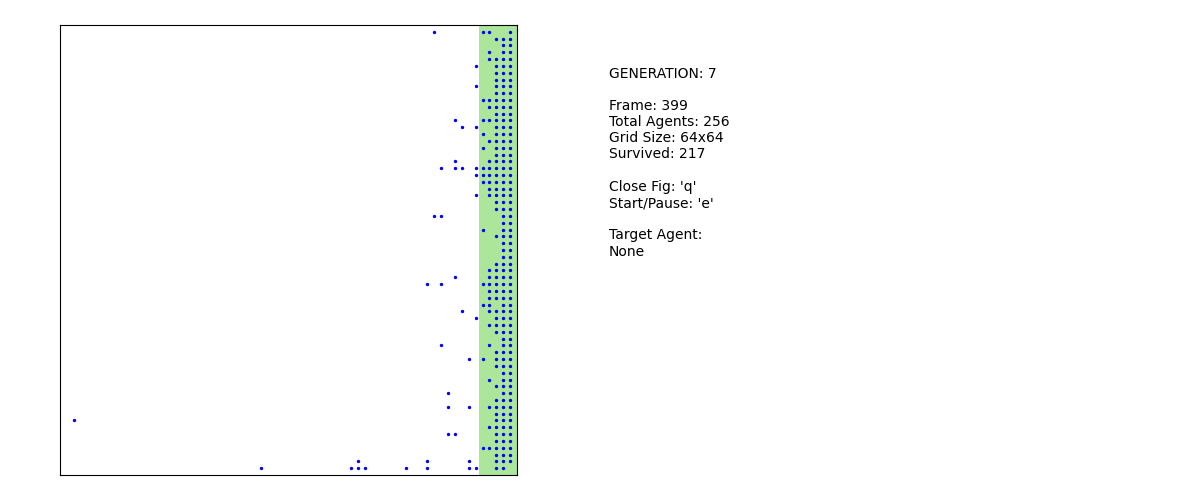 GENERATION: 7
Frame: 399
Total Agents: 256
Grid Size: 64x64
Survived: 217
Close Fig: 'q'
Start/Pause: 'e'
Target Agent:
None